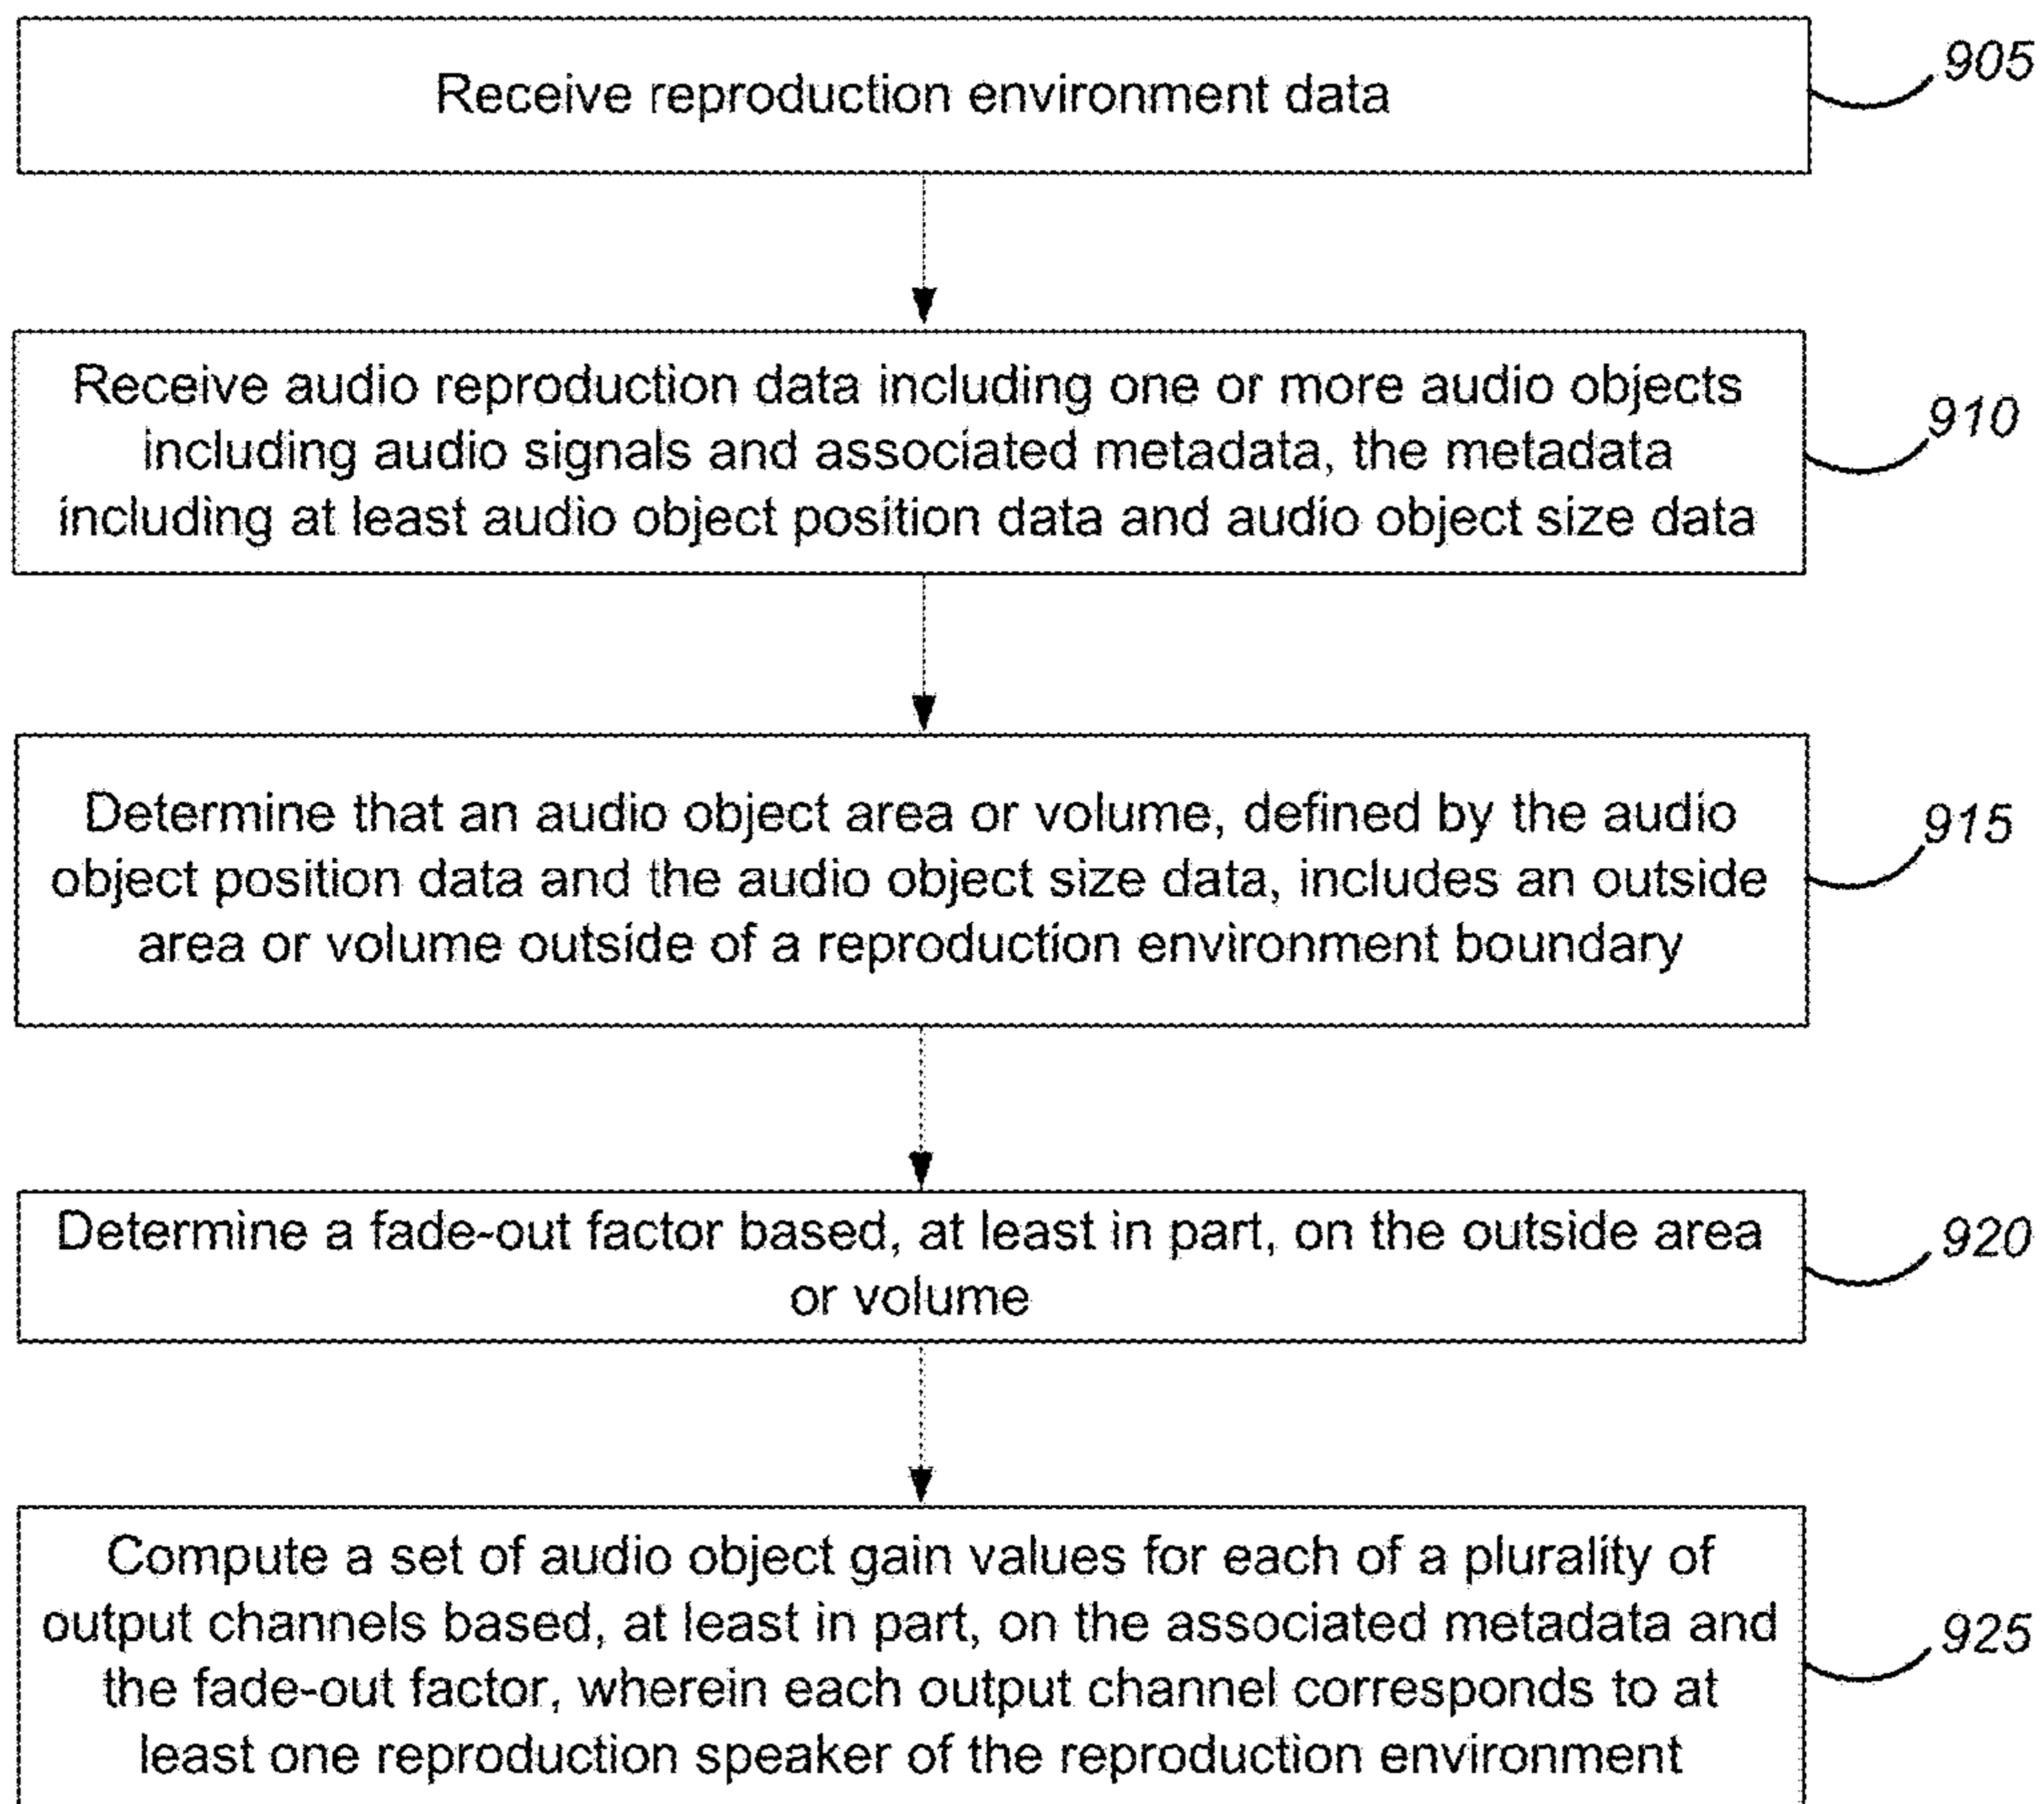 Receive reproduction environment data
905
Receive audio reproduction data including one or more audio objects
including audio signals and associated metadata, the metadata
including at least audio object position data and audio object size data
910
Determine that an audio object area or volume, defined by the audio
object position data and the audio object size data, includes an outside
area or volume outside of a reproduction environment boundary
915
Determine a fade-out factor based, at least in part, on the outside area
or volume
920
Compute a set of audio object gain values for each of a plurality of
output channels based, at least in part, on the associated metadata and
the fade-out factor, wherein each output channel corresponds to at
least one reproduction speaker of the reproduction environment
925